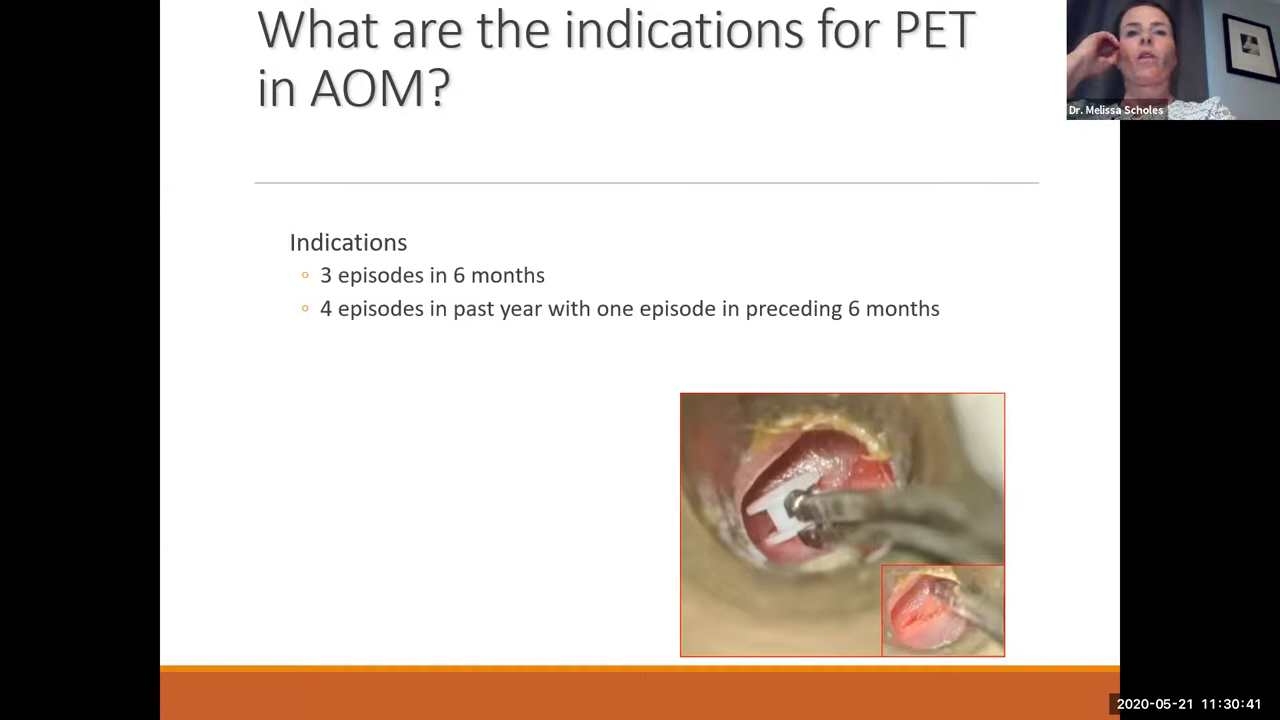 What are the indications for PET
in AOM?
Dr. Melissa Scholes
Indications
3 episodes in 6 months
4 episodes in past year with one episode in preceding 6 months
2020-05-21 11:30:41